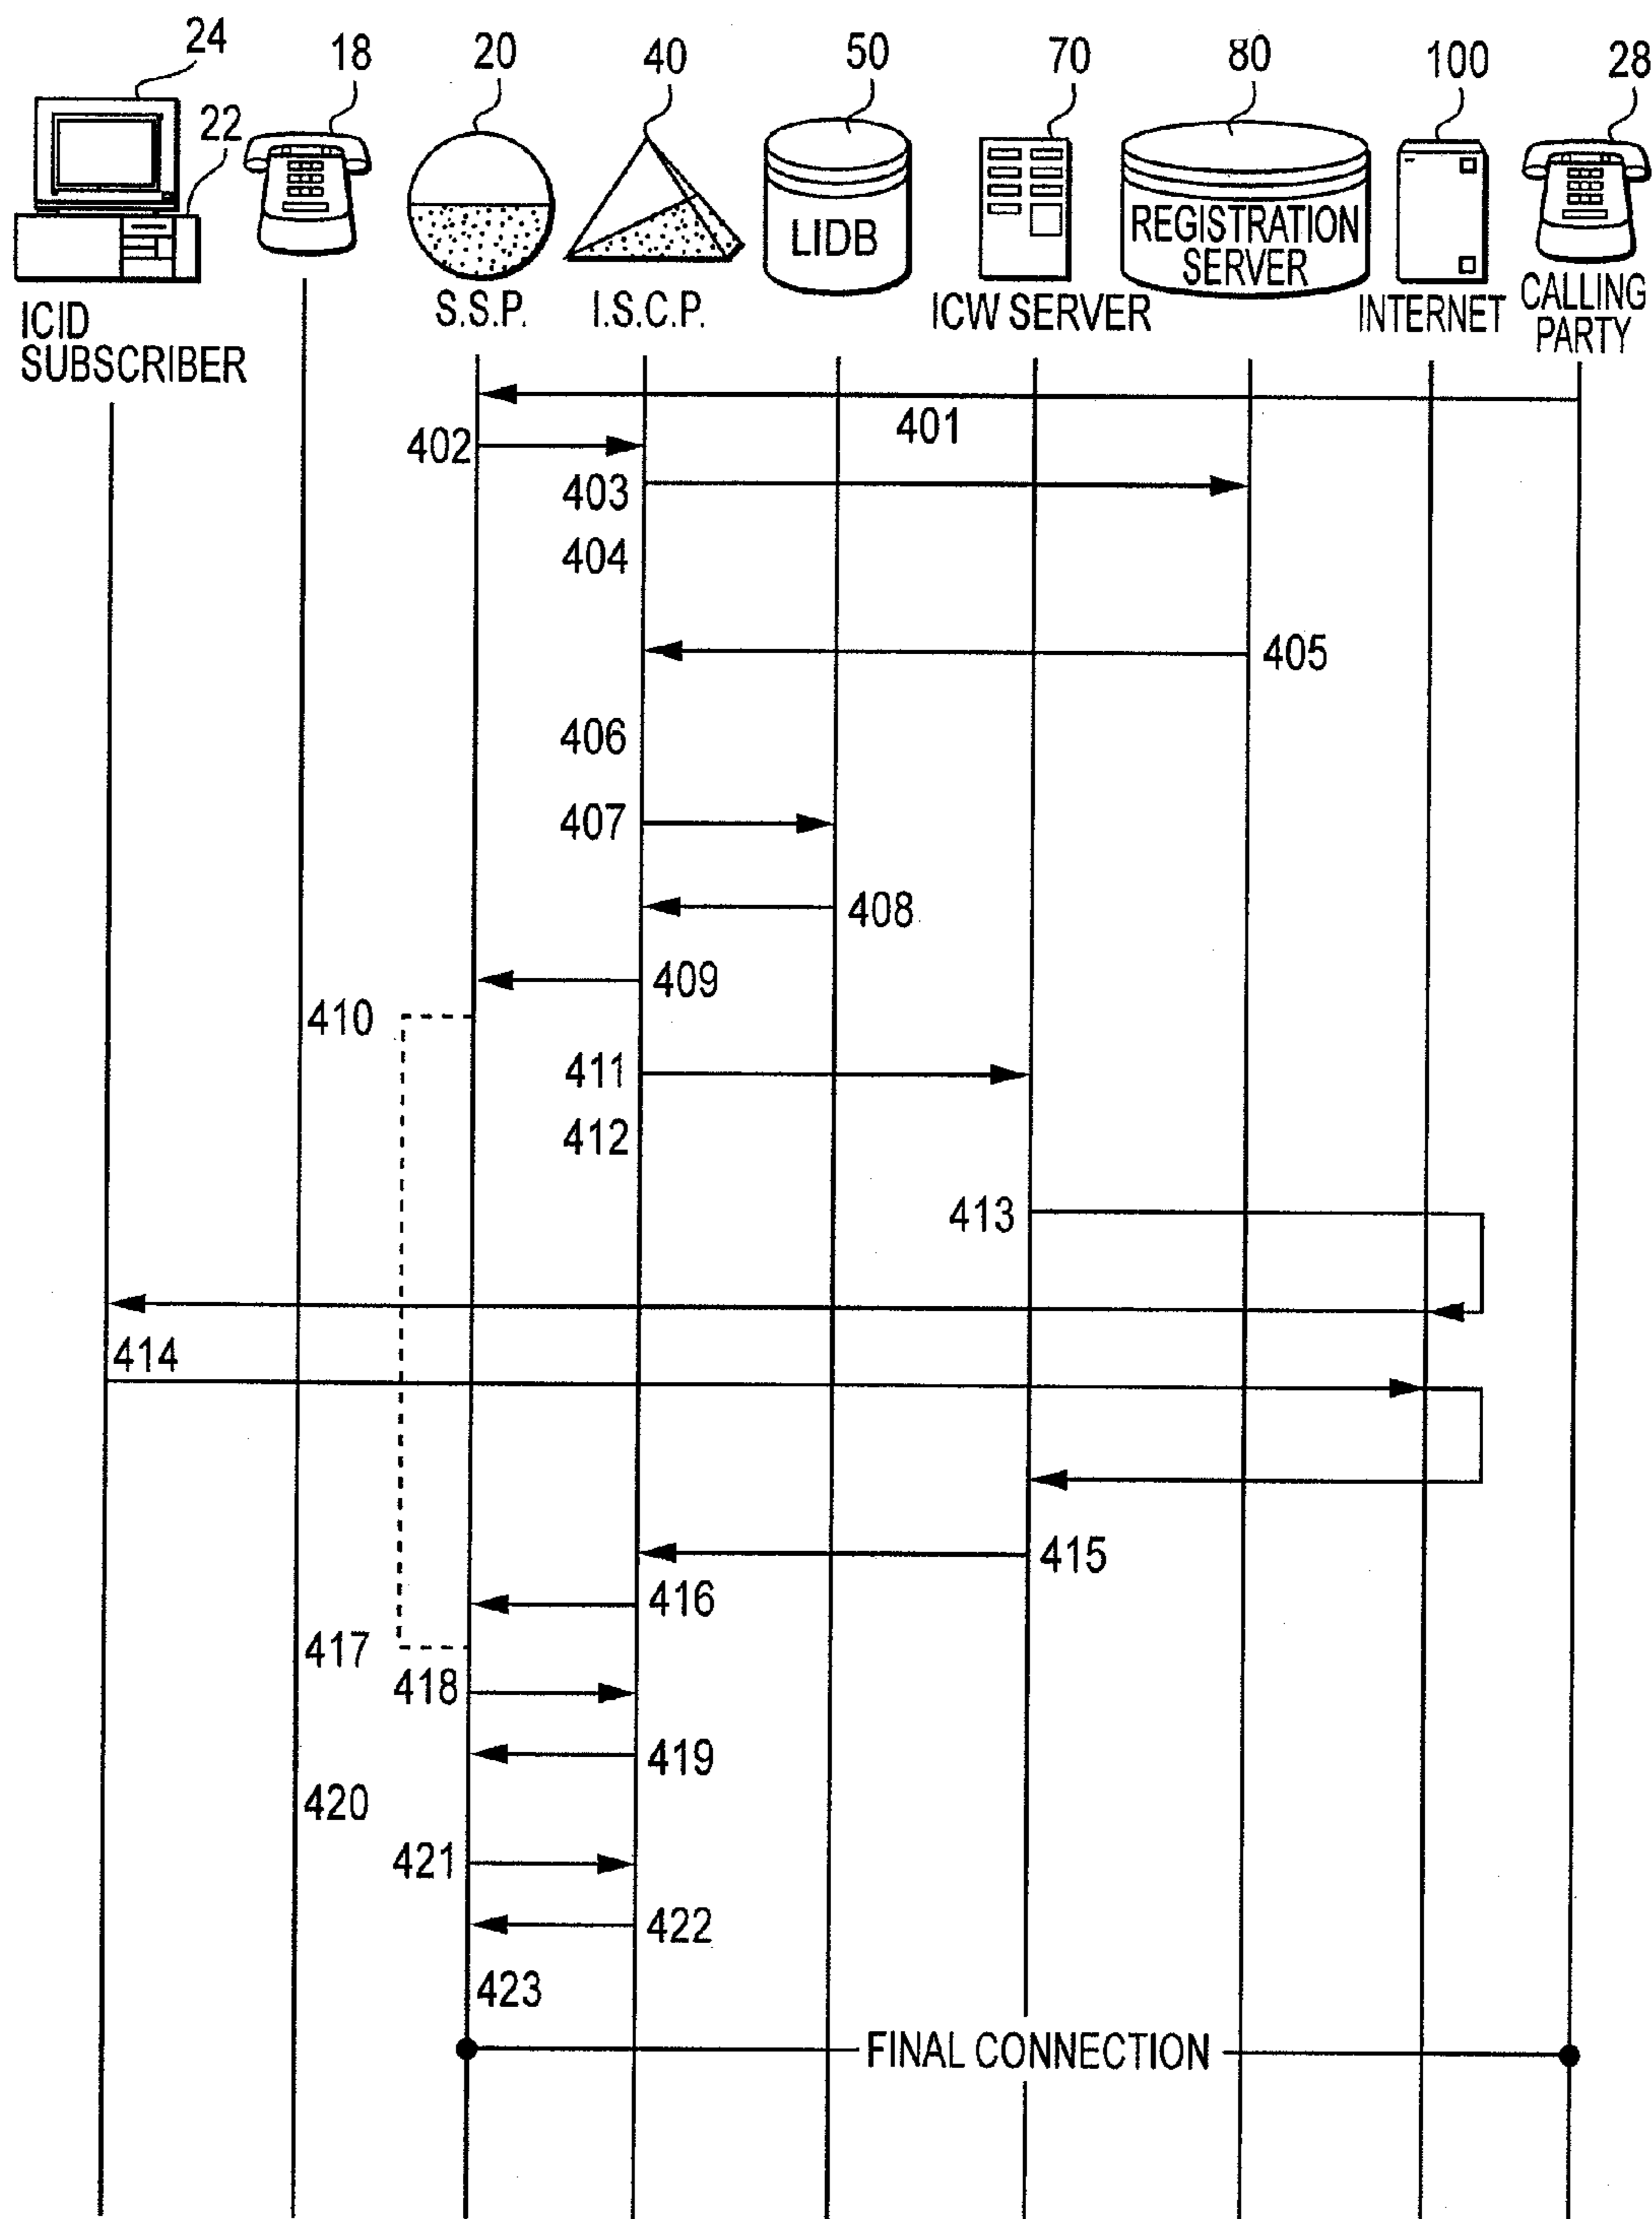 24
18
20
40
50
70
80
100
28
22
LIDB
REGISTRATION
SERVER
S.S.P.
I.S.C.P.
ICW SERVER
INTERNET
CALLING
PARTY
ICID
SUBSCRIBER
401
402
403
404
405
406
407
408
409
410
411
412
413
414
415
416
417
418
419
420
421
422
423
FINAL CONNECTION